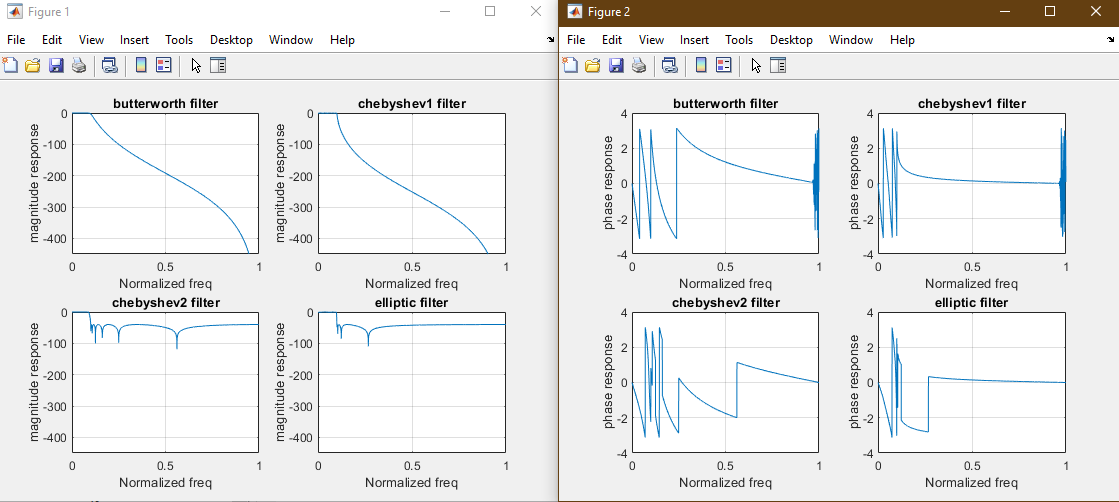 Figure 1
File Edit View Insert Tools Desktop Window Help
butterworth filter
magnitude response
0
-100
-200
-300
-400
0 0.5 1
Normalized freq
chebyshev1 filter
magnitude response
0
-100
-200
-300
-400
0 0.5 1
Normalized freq
chebyshev2 filter
magnitude response
0
-100
-200
-300
-400
0 0.5 1
Normalized freq
elliptic filter
magnitude response
0
-100
-200
-300
-400
0 0.5 1
Normalized freq
Figure 2
File Edit View Insert Tools Desktop Window Help
butterworth filter
phase response
4
2
0
-2
-4
0 0.5 1
Normalized freq
chebyshev1 filter
phase response
4
2
0
-2
-4
0 0.5 1
Normalized freq
chebyshev2 filter
phase response
4
2
0
-2
-4
0 0.5 1
Normalized freq
elliptic filter
phase response
4
2
0
-2
-4
0 0.5 1
Normalized freq